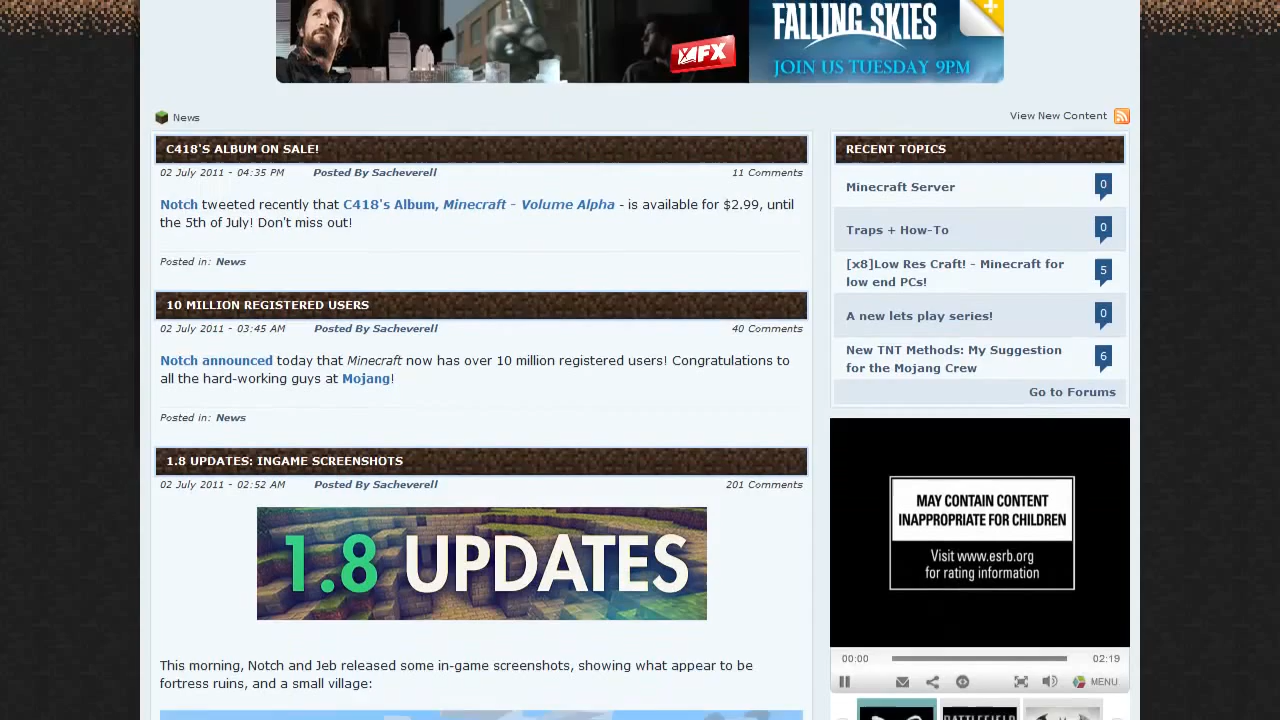 FALLING SKIES
FX
JOIN US TUESDAY 9PM
News
View New Content
C418'S ALBUM ON SALE!
02 July 2011 - 04:35 PM Posted By Sacheverell 11 Comments
Notch tweeted recently that C418's Album, Minecraft - Volume Alpha - is available for $2.99, until
the 5th of July! Don't miss out!
Posted in: News
10 MILLION REGISTERED USERS
02 July 2011 - 03:45 AM Posted By Sacheverell 40 Comments
Notch announced today that Minecraft now has over 10 million registered users! Congratulations to
all the hard-working guys at Mojang!
Posted in: News
1.8 UPDATES: INGAME SCREENSHOTS
02 July 2011 - 02:52 AM Posted By Sacheverell 201 Comments
1.8 UPDATES
This morning, Notch and Jeb released some in-game screenshots, showing what appear to be
fortress ruins, and a small village:
RECENT TOPICS
Minecraft Server 0
Traps + How-To 0
[x8]Low Res Craft! - Minecraft for
low end PCs! 5
A new lets play series! 0
New TNT Methods: My Suggestion
for the Mojang Crew 6
Go to Forums
MAY CONTAIN CONTENT
INAPPROPRIATE FOR CHILDREN
Visit www.esrb.org
for rating information
00:00 02:19
MENU
BATTLEFIELD